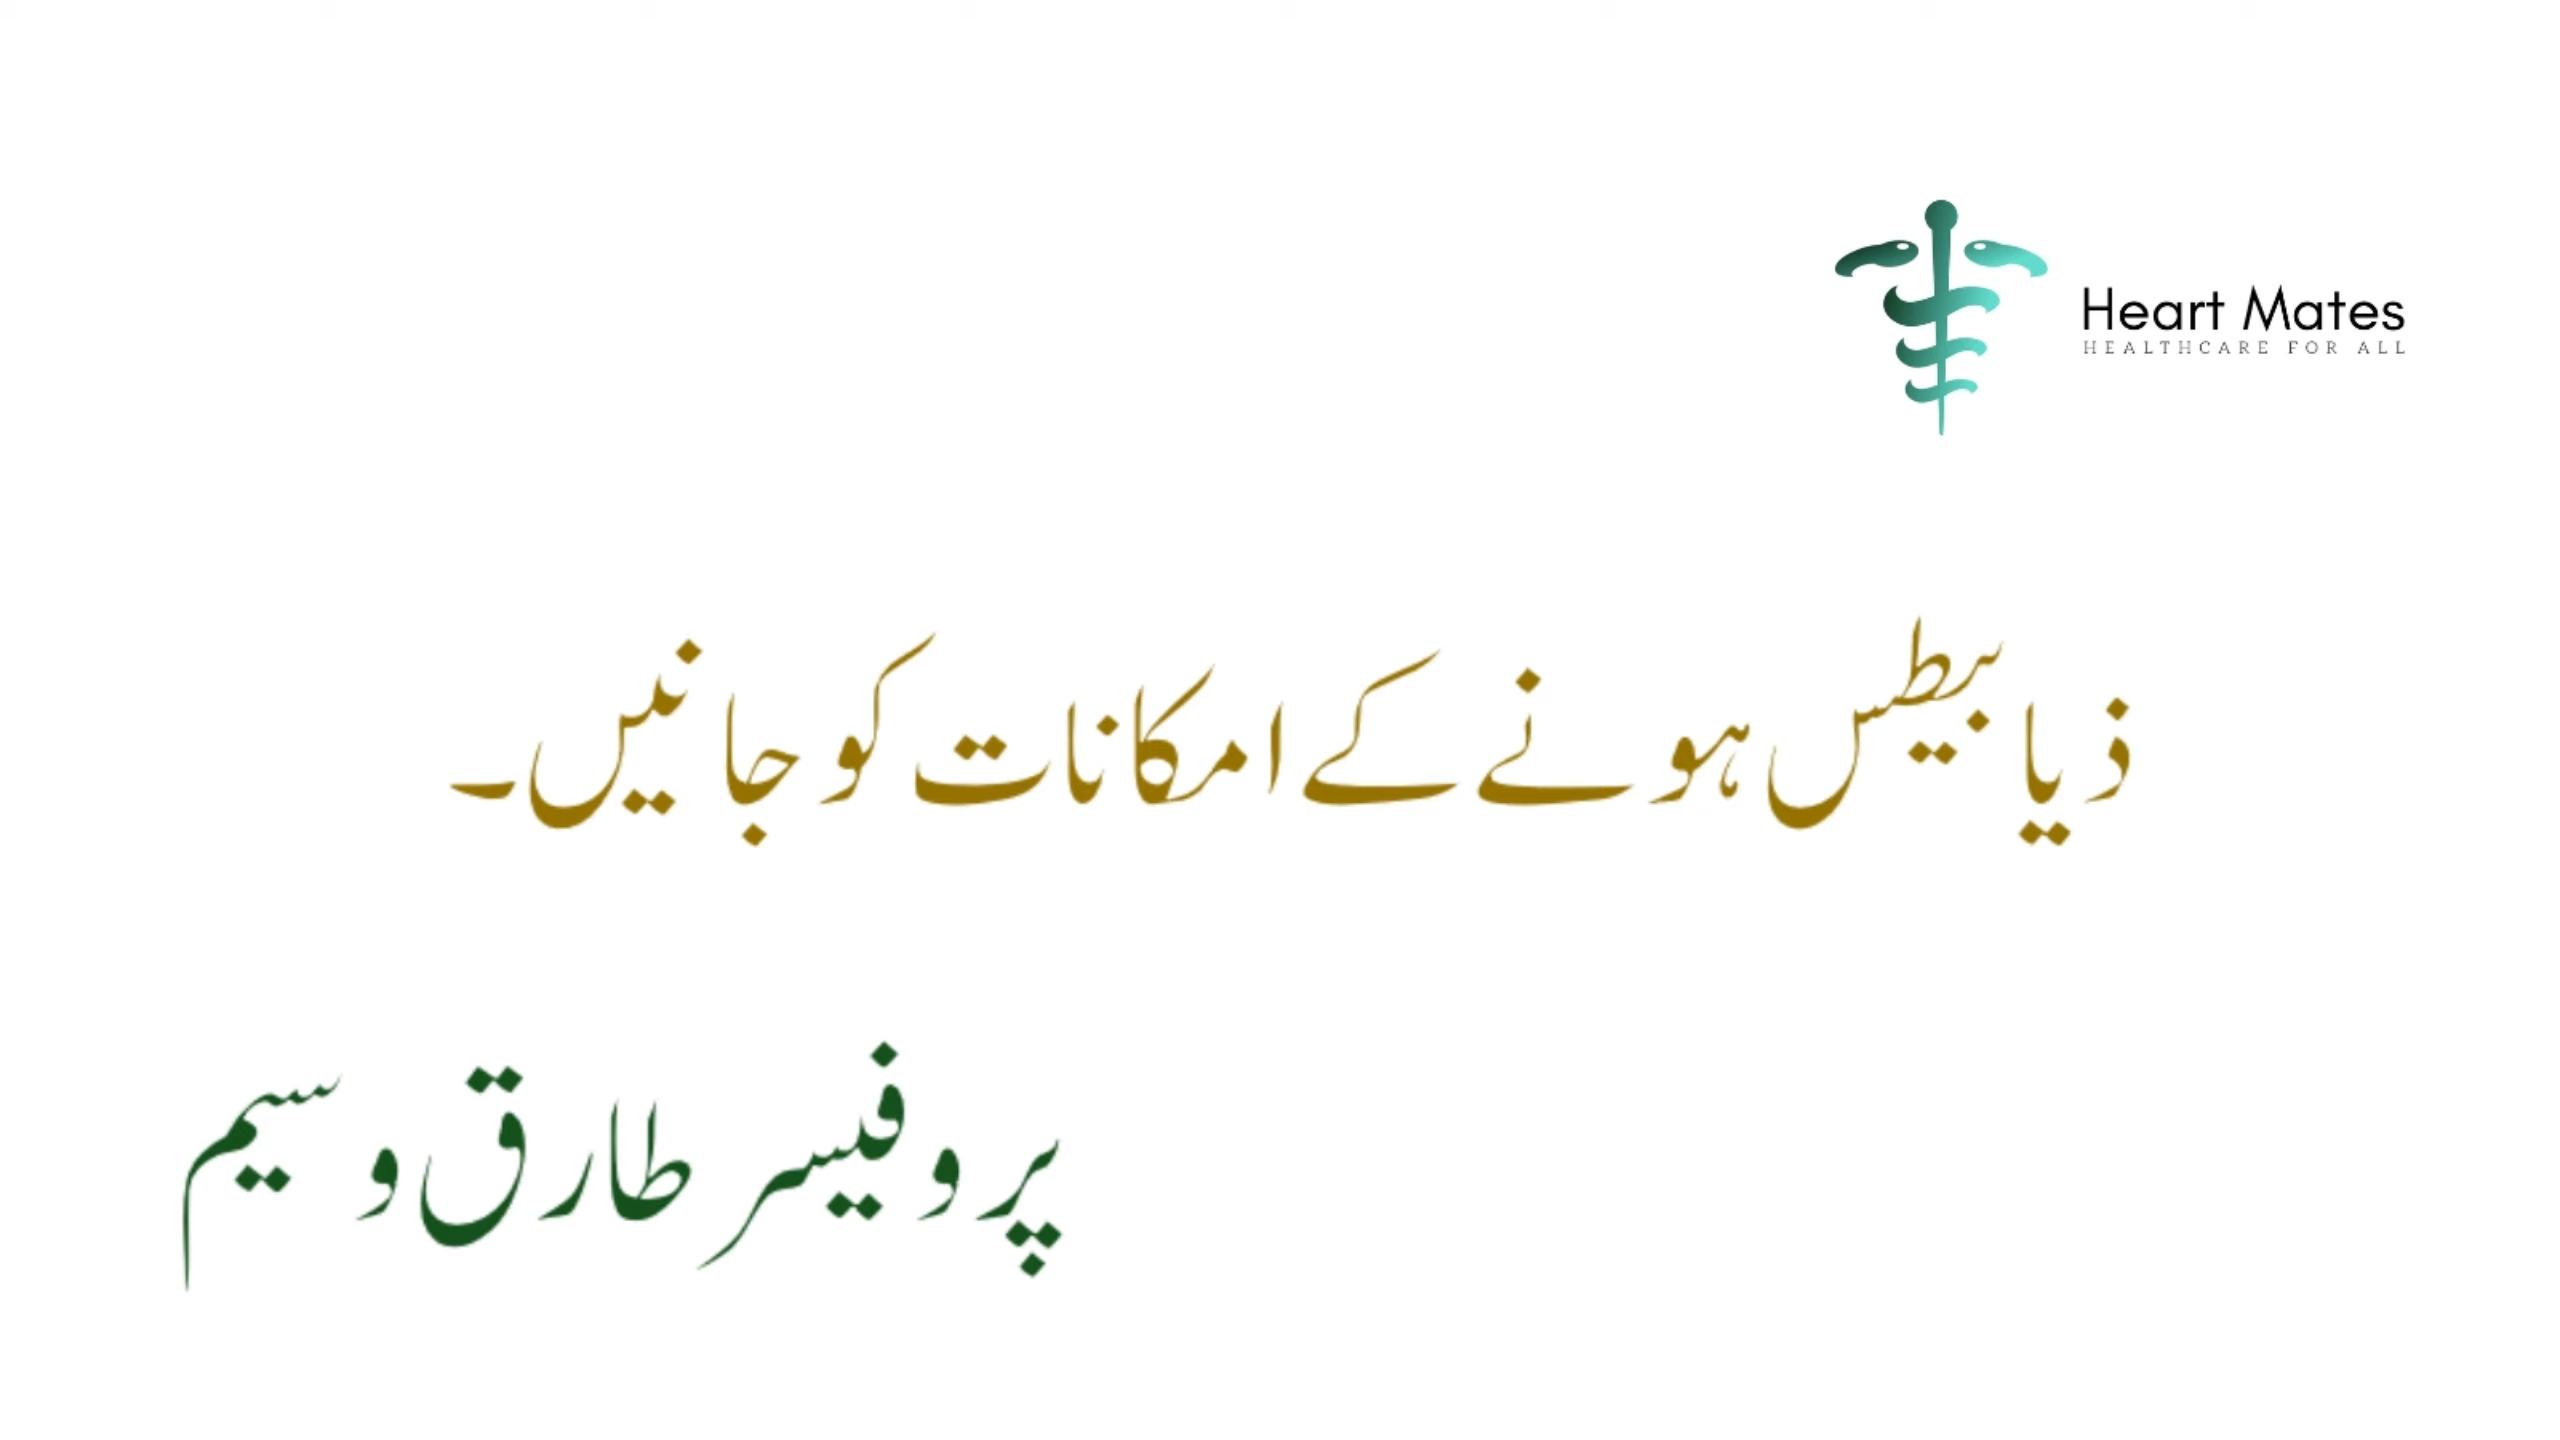 Heart Mates
HEALTHCARE FOR ALL
ذیابیطس ہونے کے امکانات کو جانیں۔
پروفیسر طارق وسیم